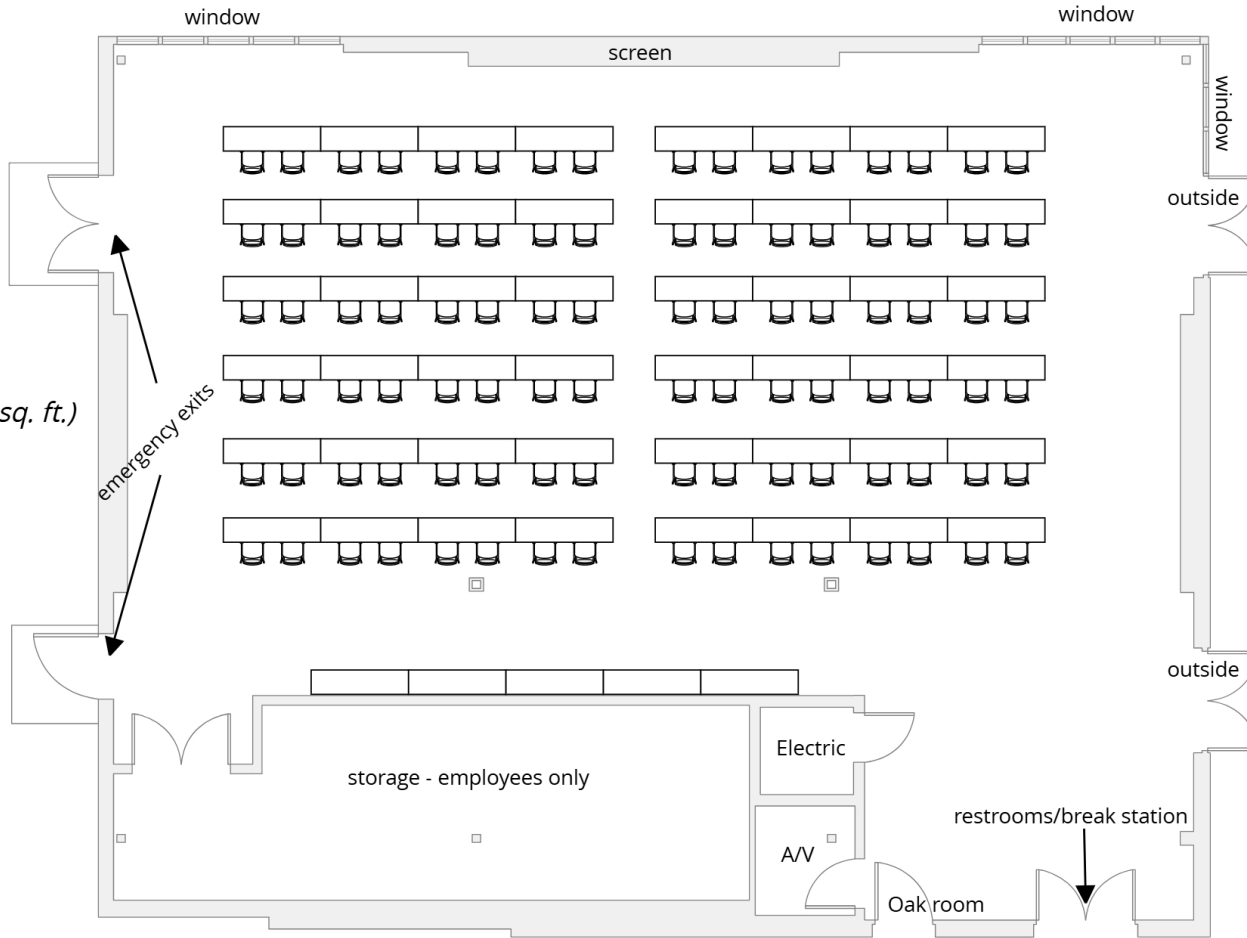 window
window
screen
window
outside
sq. ft.)
emergency exits
outside
Electric
storage - employees only
restrooms/break station
A/V
Oak room